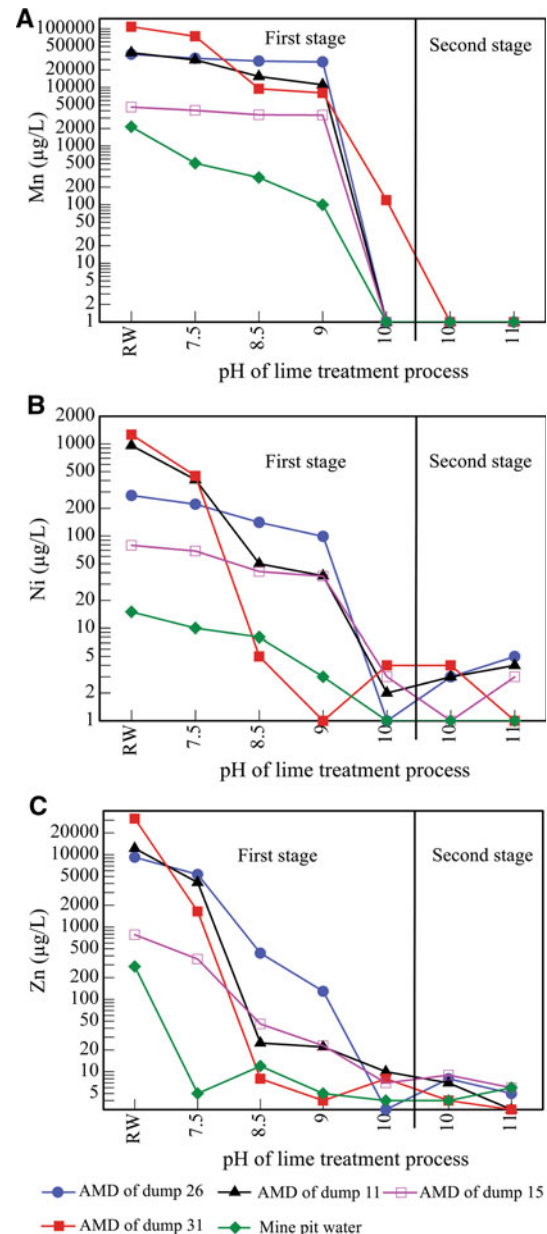 A
First stage
Second stage
100000
50000
20000
10000
5000
2000
1000
500
200
100
50
20
10
5
2
1
Mn (µg/L)
RW 7.5 8.5 9 10 10 11
pH of lime treatment process
B
First stage
Second stage
2000
1000
500
200
100
50
20
10
5
2
1
Ni (µg/L)
RW 7.5 8.5 9 10 10 11
pH of lime treatment process
C
First stage
Second stage
20000
10000
5000
2000
1000
500
200
100
50
20
10
5
Zn (µg/L)
RW 7.5 8.5 9 10 10 11
pH of lime treatment process
AMD of dump 26 AMD of dump 11 AMD of dump 15
AMD of dump 31 Mine pit water